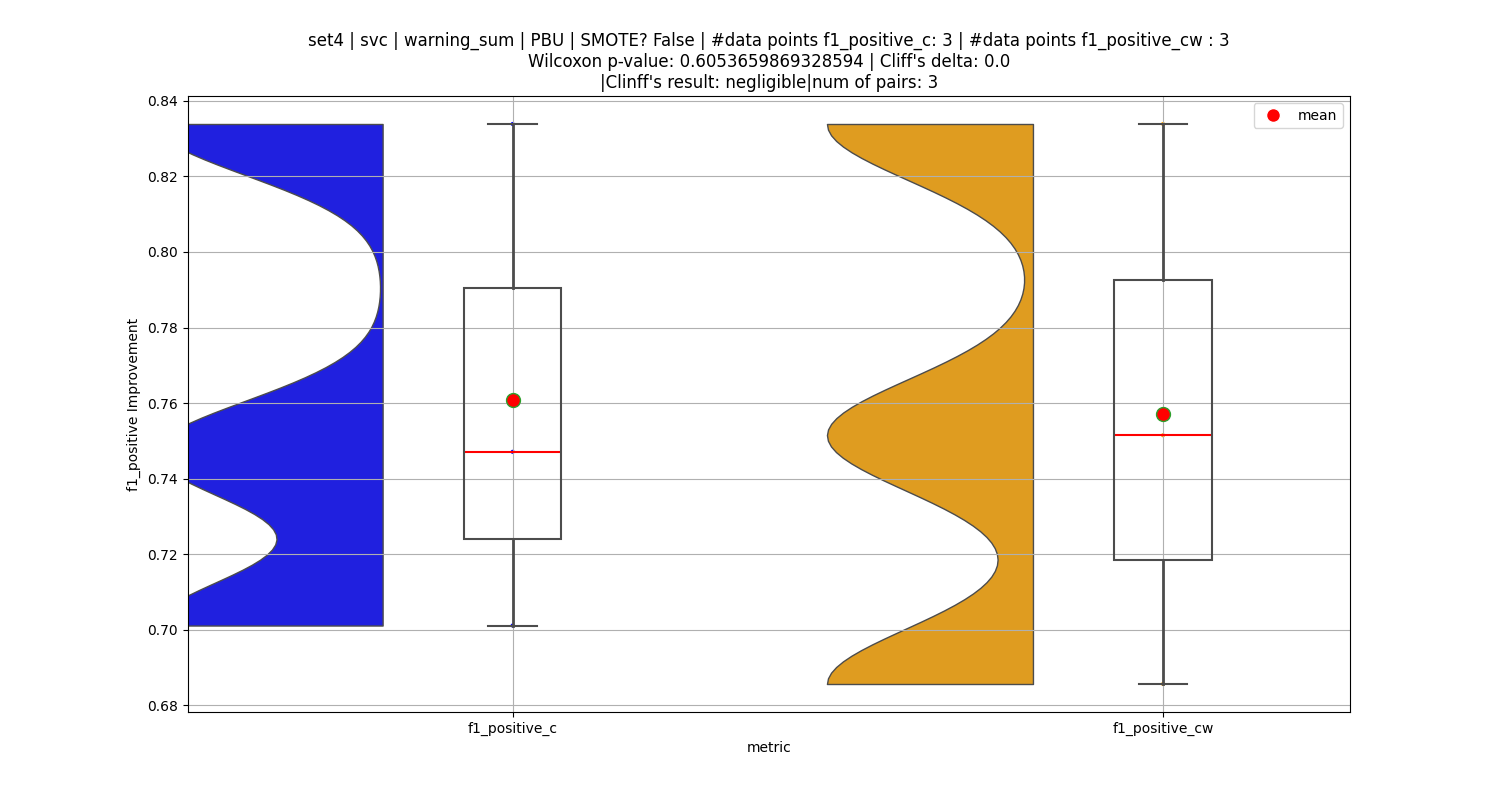 set4 | svc | warning_sum | PBU | SMOTE? False | #data points f1_positive_c: 3 | #data points f1_positive_cw : 3
Wilcoxon p-value: 0.6053659869328594 | Cliff's delta: 0.0
|Clinff's result: negligible|num of pairs: 3
mean
f1_positive Improvement
0.84
0.82
0.80
0.78
0.76
0.74
0.72
0.70
0.68
f1_positive_c
f1_positive_cw
metric